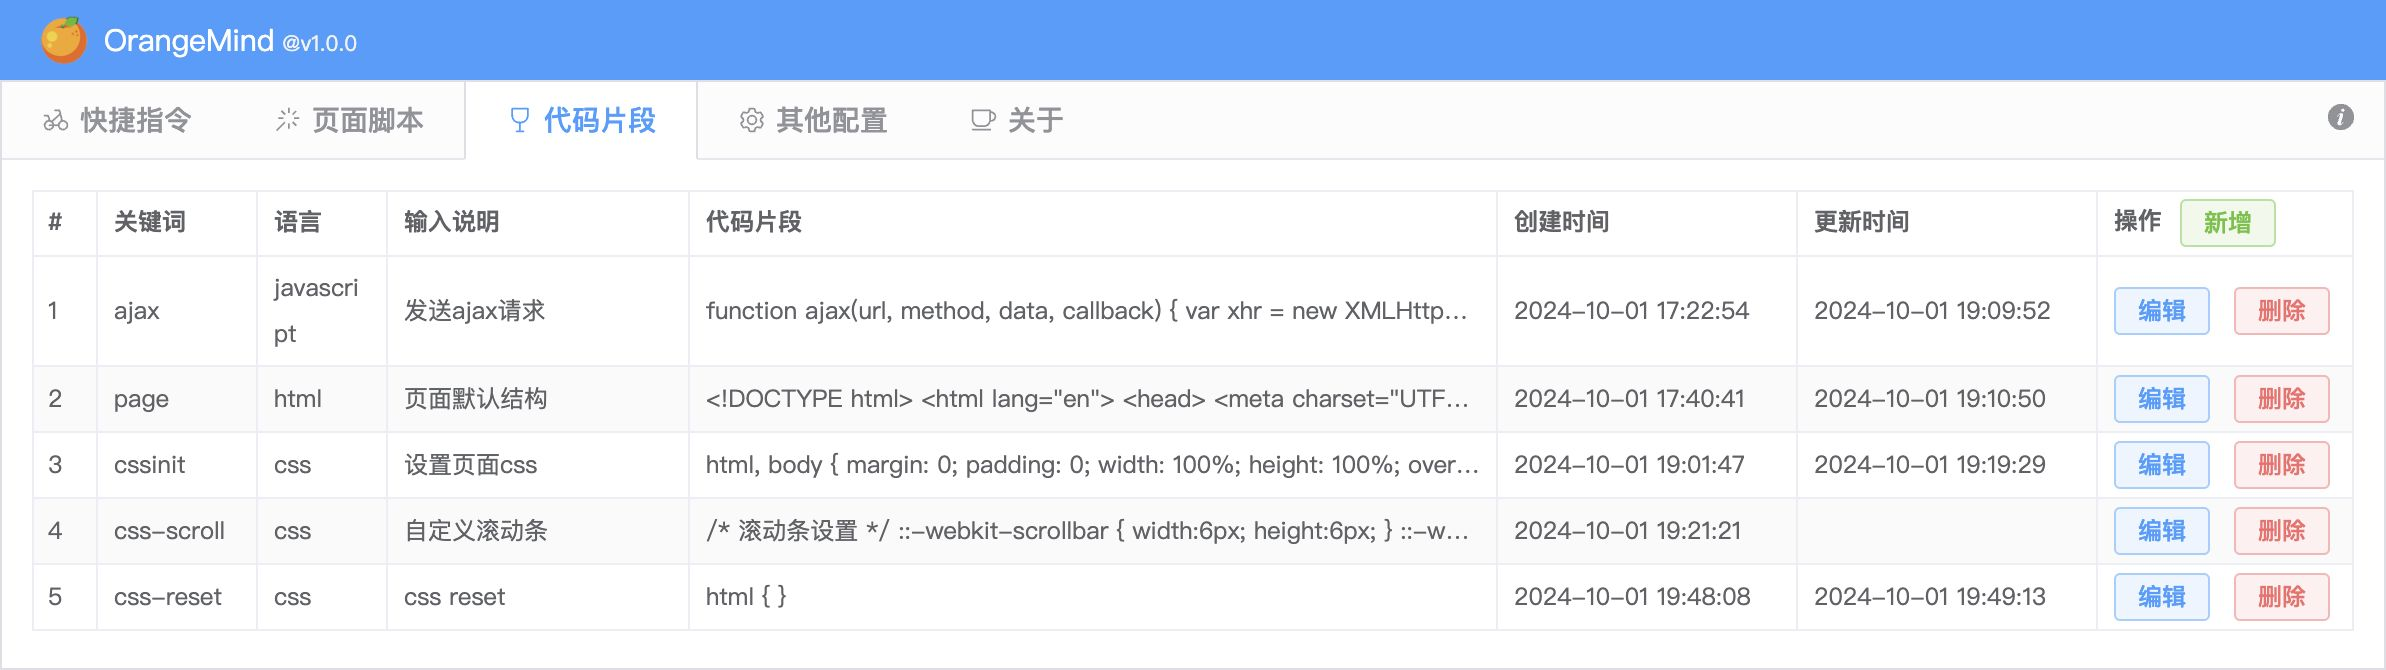 OrangeMind @v1.0.0
快捷指令 页面脚本 代码片段 其他配置 关于
# 关键词 语言 输入说明 代码片段 创建时间 更新时间 操作 新增
1 ajax javascri
pt 发送ajax请求 function ajax(url, method, data, callback) { var xhr = new XMLHttp... 2024-10-01 17:22:54 2024-10-01 19:09:52 编辑 删除
2 page html 页面默认结构 <!DOCTYPE html> <html lang="en"> <head> <meta charset="UTF... 2024-10-01 17:40:41 2024-10-01 19:10:50 编辑 删除
3 cssinit css 设置页面css html, body { margin: 0; padding: 0; width: 100%; height: 100%; over... 2024-10-01 19:01:47 2024-10-01 19:19:29 编辑 删除
4 css-scroll css 自定义滚动条 /* 滚动条设置 */ ::-webkit-scrollbar { width:6px; height:6px; } ::-w... 2024-10-01 19:21:21 编辑 删除
5 css-reset css css reset html { } 2024-10-01 19:48:08 2024-10-01 19:49:13 编辑 删除